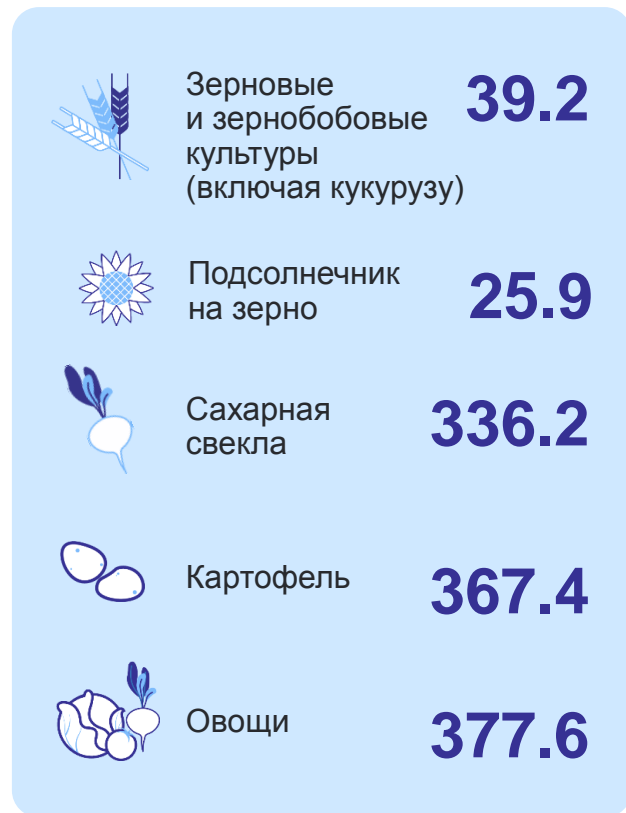 Зерновые
и зернобобовые
культуры
(включая кукурузу)
39.2
Подсолнечник
на зерно
25.9
Сахарная
свекла
336.2
Картофель
367.4
Овощи
377.6